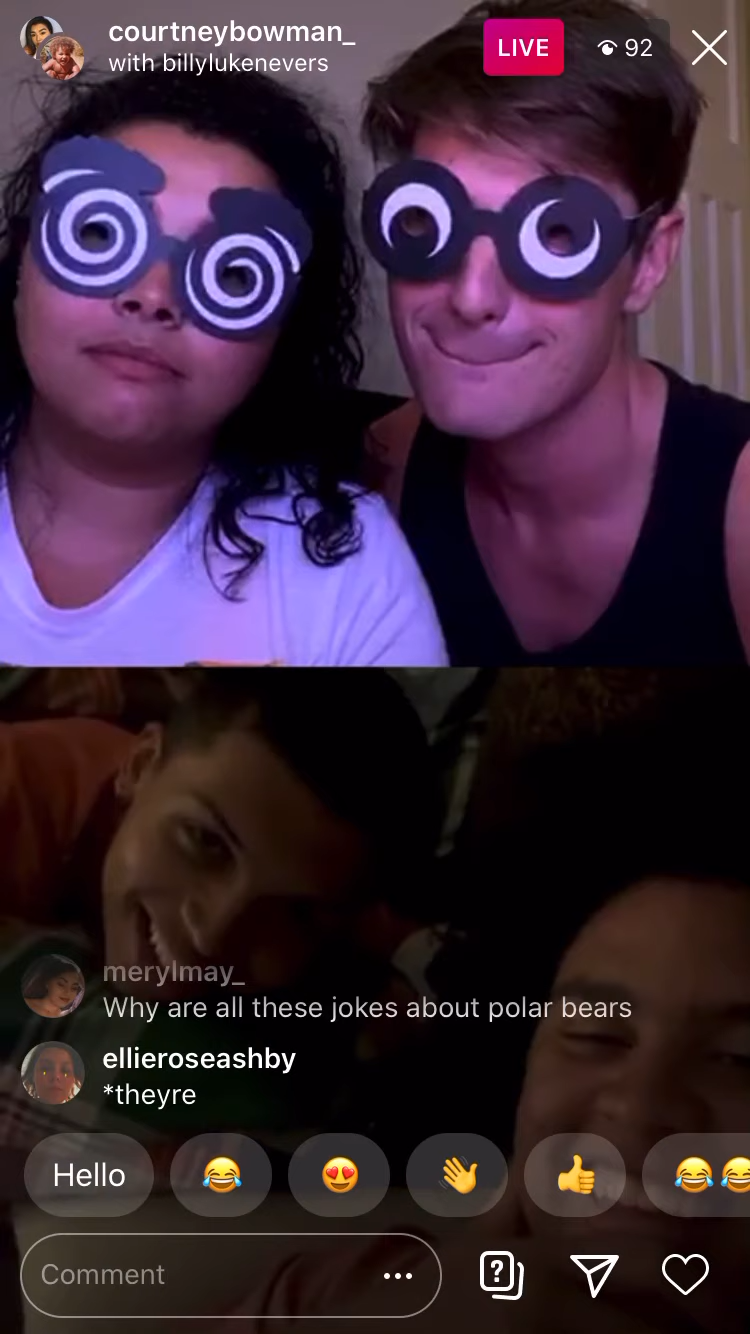 courtneybowman_
with billylukenevers
LIVE
92
merylmay_
Why are all these jokes about polar bears
ellieroseashby
*theyre
Hello
Comment